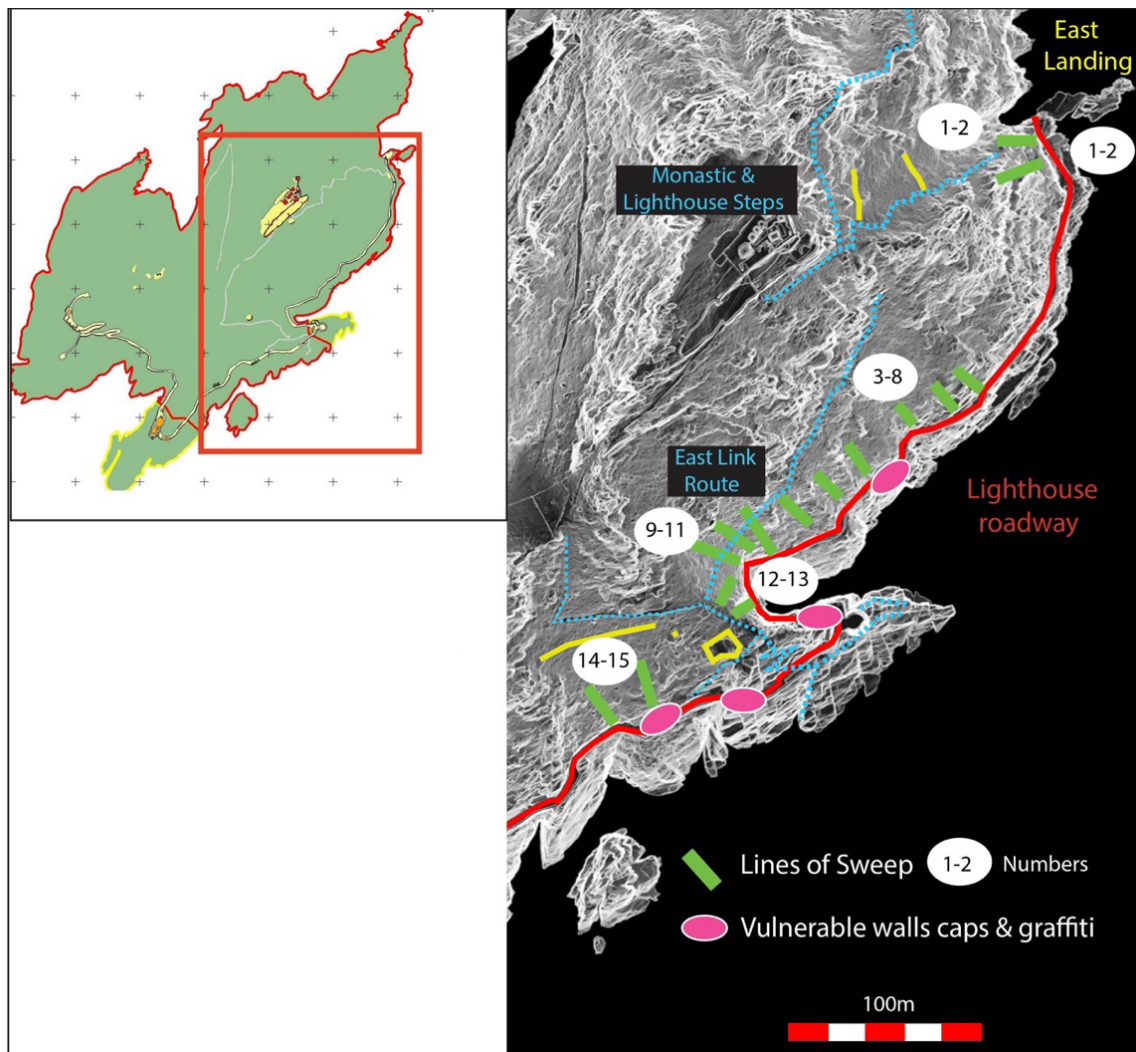 East
Landing
1-2
1-2
Monastic &
Lighthouse Steps
3-8
East Link
Route
Lighthouse
roadway
9-11
12-13
14-15
Lines of Sweep
1-2
Numbers
Vulnerable walls caps & graffiti
100m